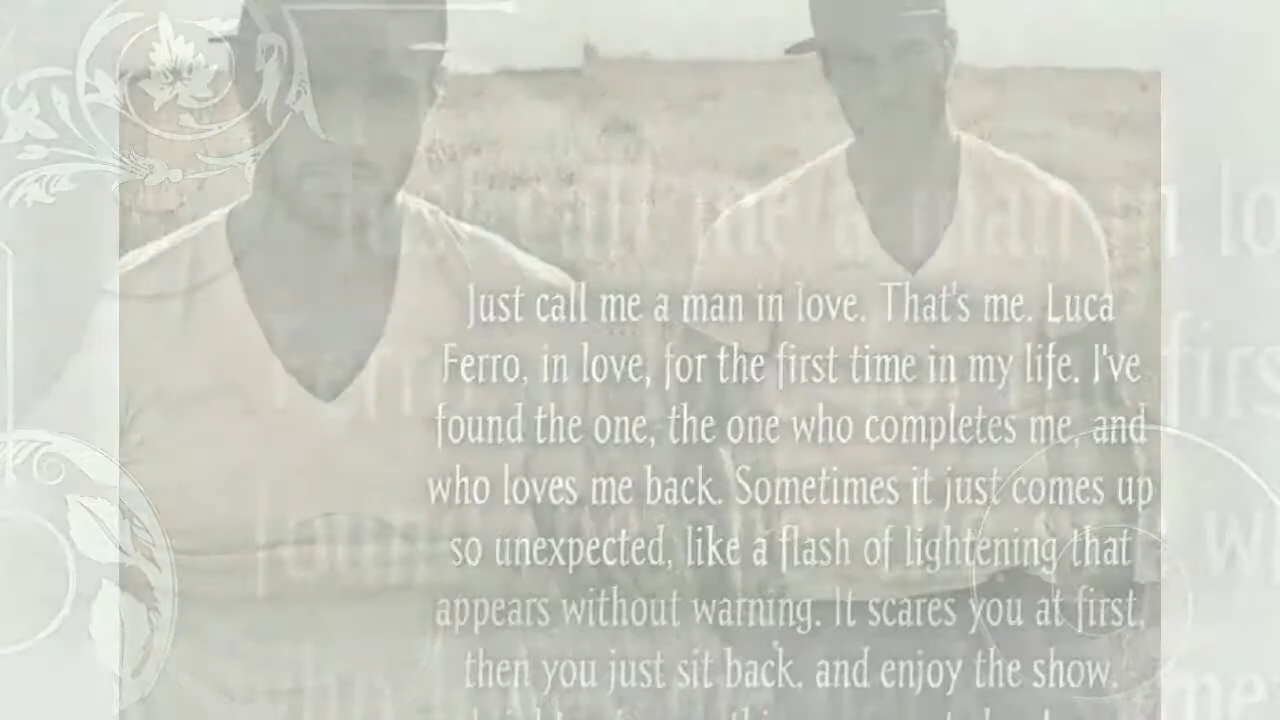 Just call me a man in love. That's me. Luca
Ferro, in love, for the first time in my life. I've
found the one, the one who completes me, and
who loves me back. Sometimes it just comes up
so unexpected, like a flash of lightening that
appears without warning. It scares you at first,
then you just sit back, and enjoy the show.